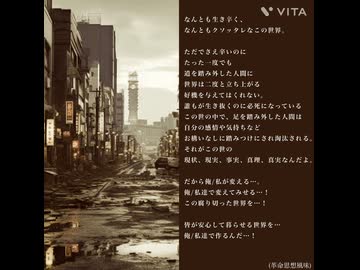 VITA
なんとも生き辛く、
なんともクソッタレなこの世界。
ただでさえ辛いのに
たった一度でも
道を踏み外した人間に
世界は二度と立ち上がる
好機を与えてはくれない。
誰もが生き抜くのに必死になっている
この世の中で、足を踏み外した人間は
自分の感情や気持ちなど
お構いなしに踏みつけにされ淘汰される。
それがこの世の
現状、現実、事実、真理、真実なんだよ。
だから俺/私が変える…。
俺/私達で変えてみせる…！
この腐り切った世界を…！
皆が安心して暮らせる世界を…
俺/私達で作るんだ…！
(革命思想風味)